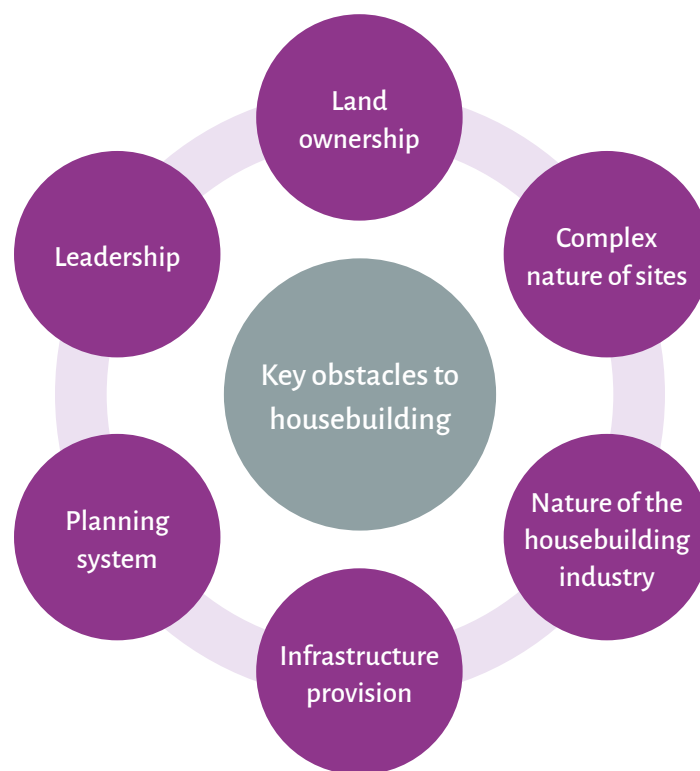 Land
ownership
Complex
nature of sites
Nature of the
housebuilding
industry
Infrastructure
provision
Planning
system
Leadership
Key obstacles to
housebuilding